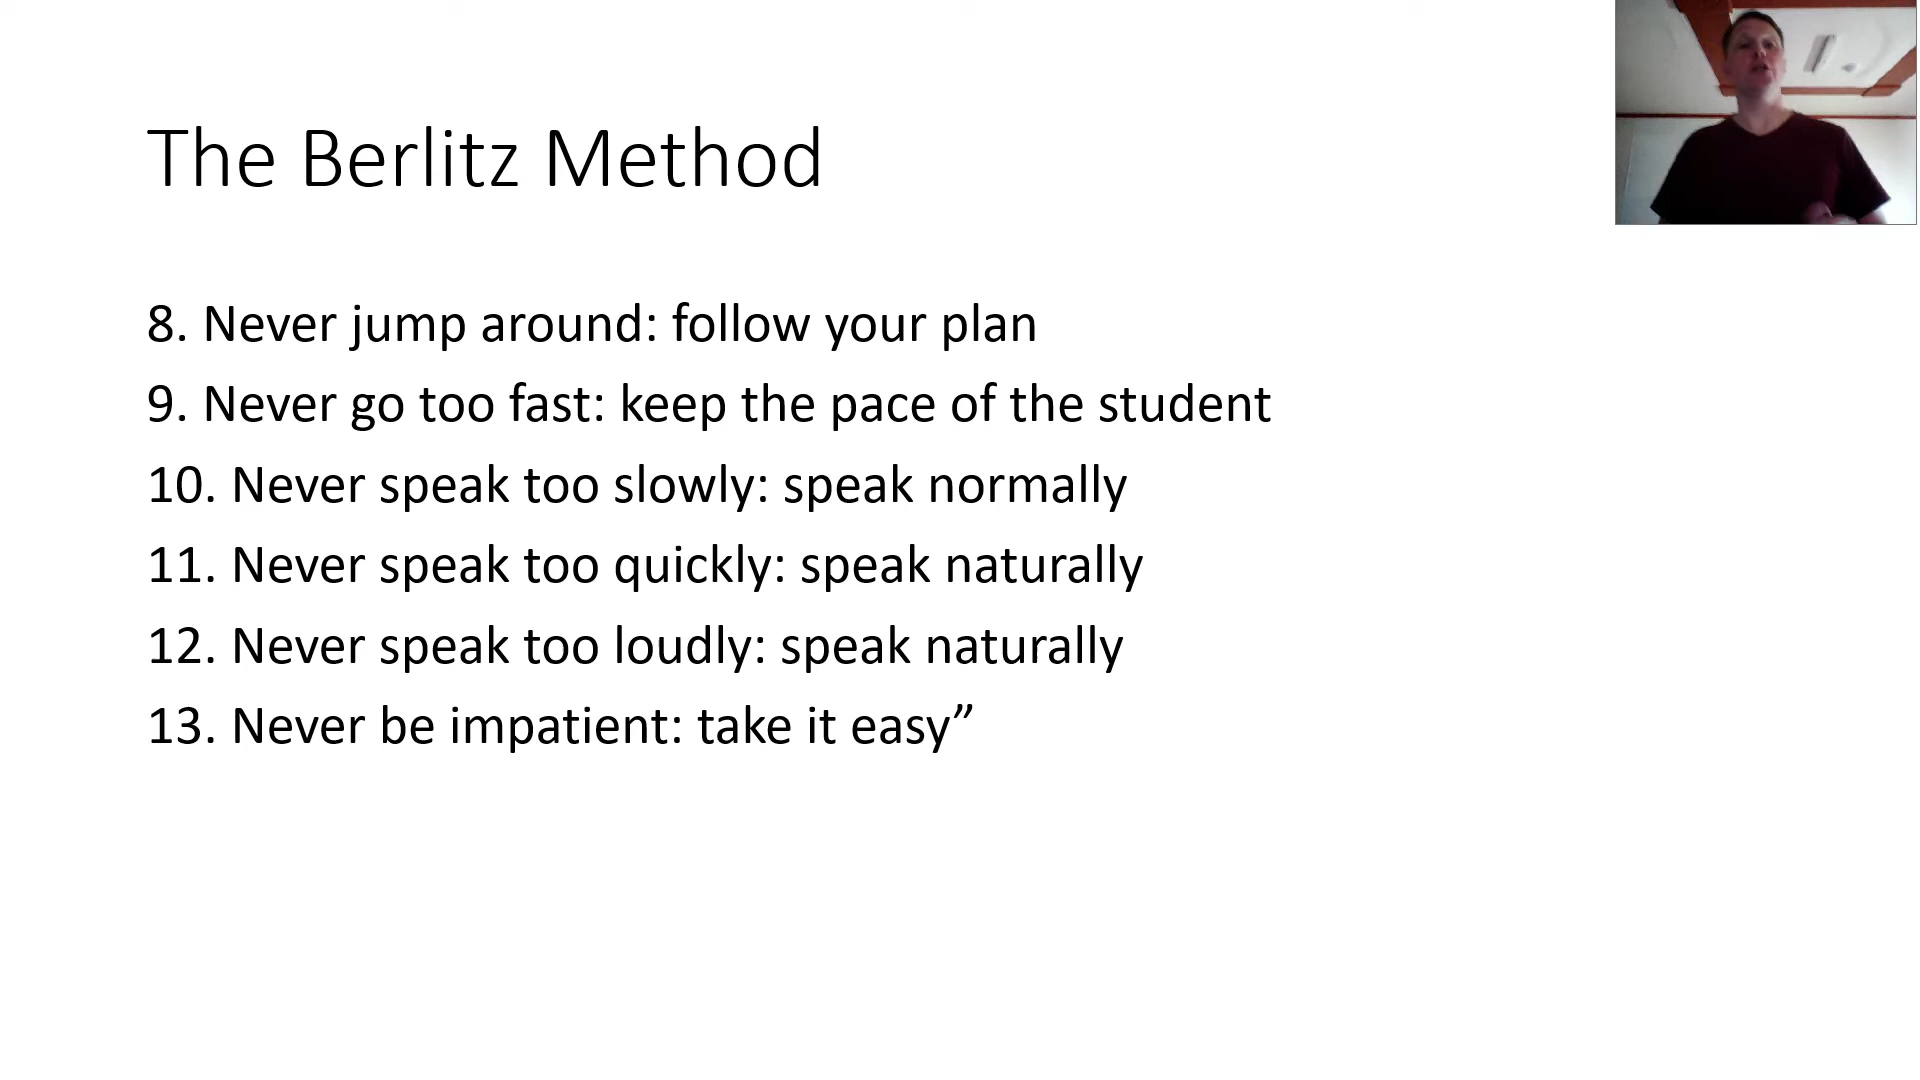 The Berlitz Method
8. Never jump around: follow your plan
9. Never go too fast: keep the pace of the student
10. Never speak too slowly: speak normally
11. Never speak too quickly: speak naturally
12. Never speak too loudly: speak naturally
13. Never be impatient: take it easy”